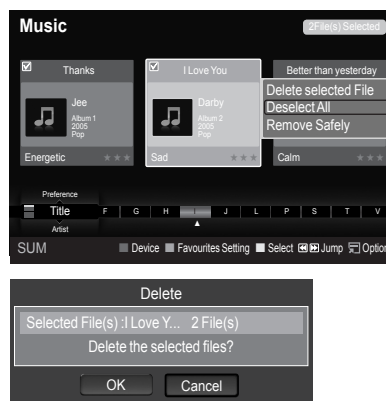 Music
2File(s) Selected
Thanks
I Love You
Better than yesterday
Delete selected File
Deselect All
Remove Safely
Jee
Album 1
2005
Pop
Darby
Album 2
2005
Pop
Energetic
Sad
Calm
Preference
Title
F G H I J L P S T V
Artist
SUM
Device
Favourites Setting
Select
Jump
Option
Delete
Selected File(s) :I Love Y... 2 File(s)
Delete the selected files?
OK
Cancel